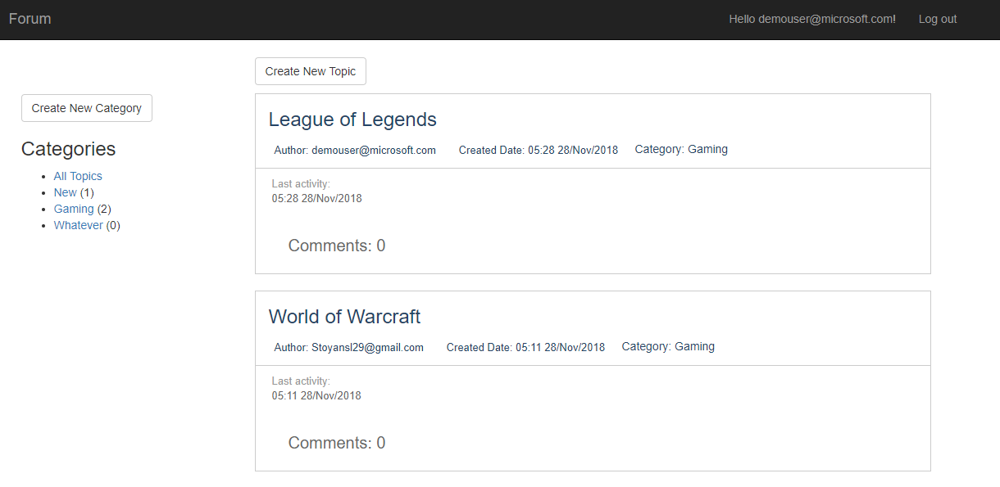 Forum
Hello demouser@microsoft.com!
Log out
Create New Category
Categories
All Topics
New (1)
Gaming (2)
Whatever (0)
Create New Topic
League of Legends
Author: demouser@microsoft.com Created Date: 05:28 28/Nov/2018 Category: Gaming
Last activity:
05:28 28/Nov/2018
Comments: 0
World of Warcraft
Author: Stoyansl29@gmail.com Created Date: 05:11 28/Nov/2018 Category: Gaming
Last activity:
05:11 28/Nov/2018
Comments: 0